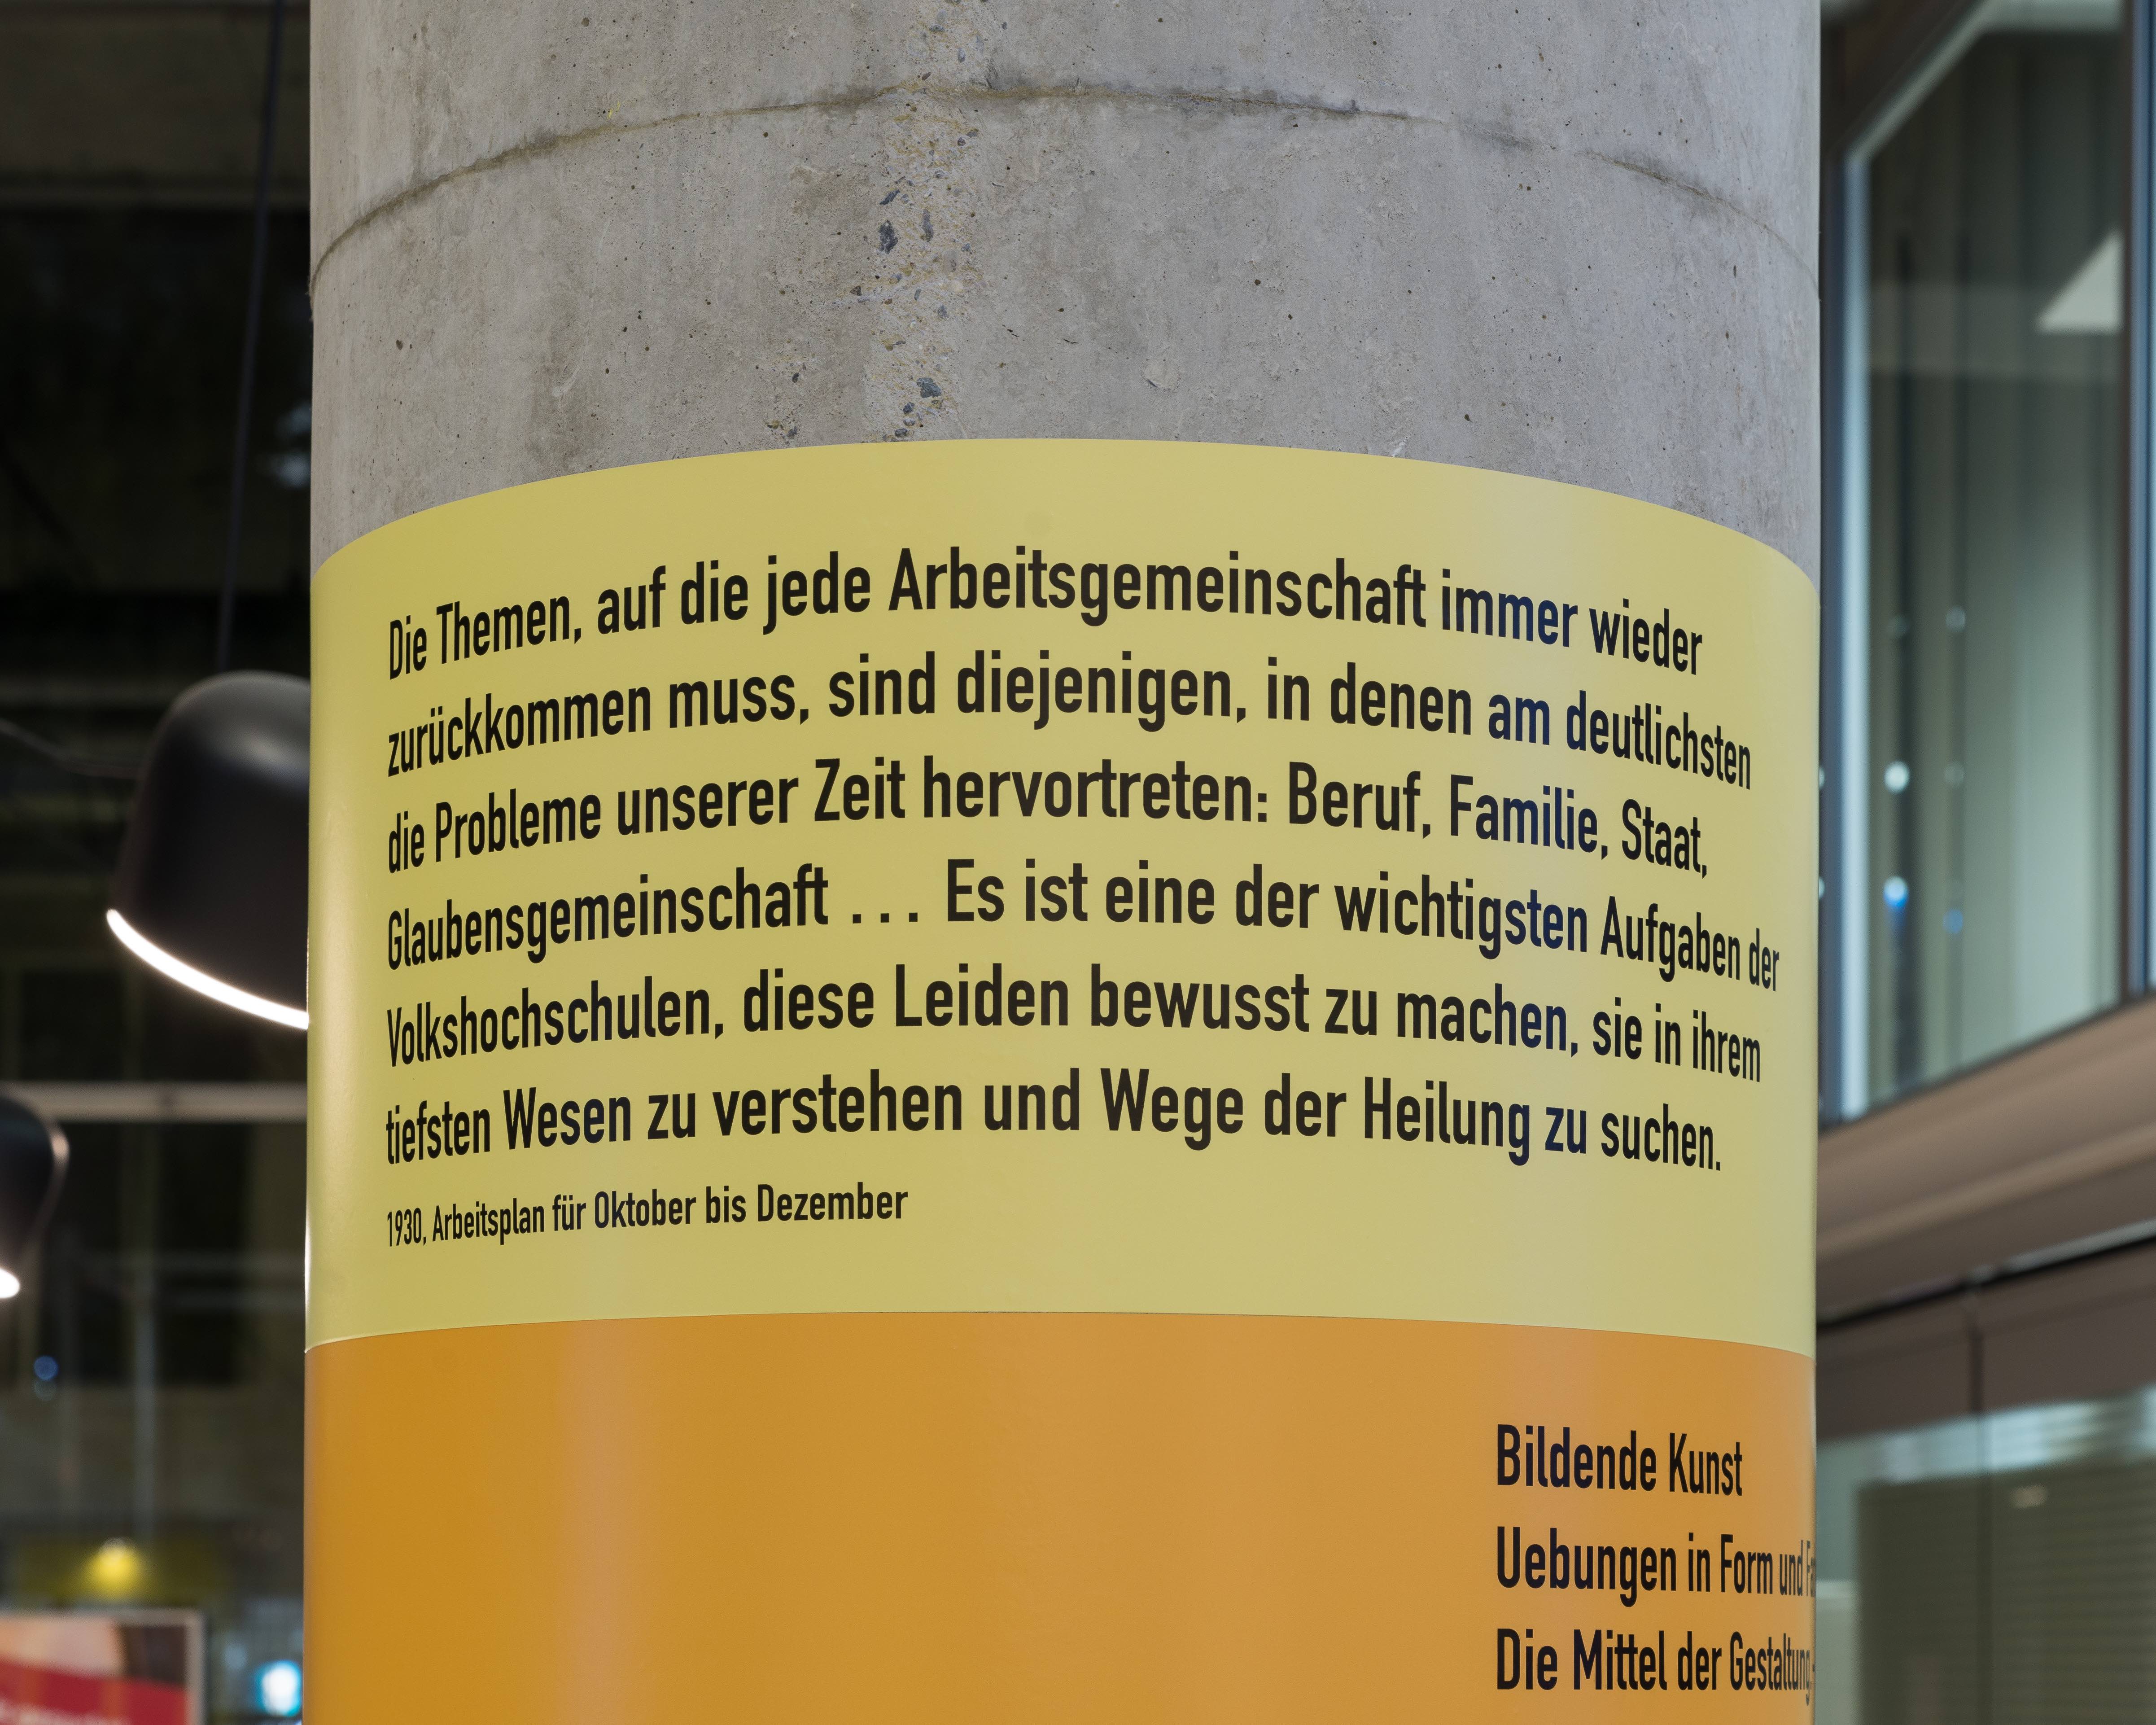 Die Themen, auf die jede Arbeitsgemeinschaft immer wieder
zurückkommen muss, sind diejenigen, in denen am deutlichsten
die Probleme unserer Zeit hervortreten: Beruf, Familie, Staat,
Glaubensgemeinschaft ... Es ist eine der wichtigsten Aufgaben der
Volkshochschulen, diese Leiden bewusst zu machen, sie in ihrem
tiefsten Wesen zu verstehen und Wege der Heilung zu suchen.
1930, Arbeitsplan für Oktober bis Dezember
Bildende Kunst
Uebungen in Form und
Die Mittel der Gestaltung,